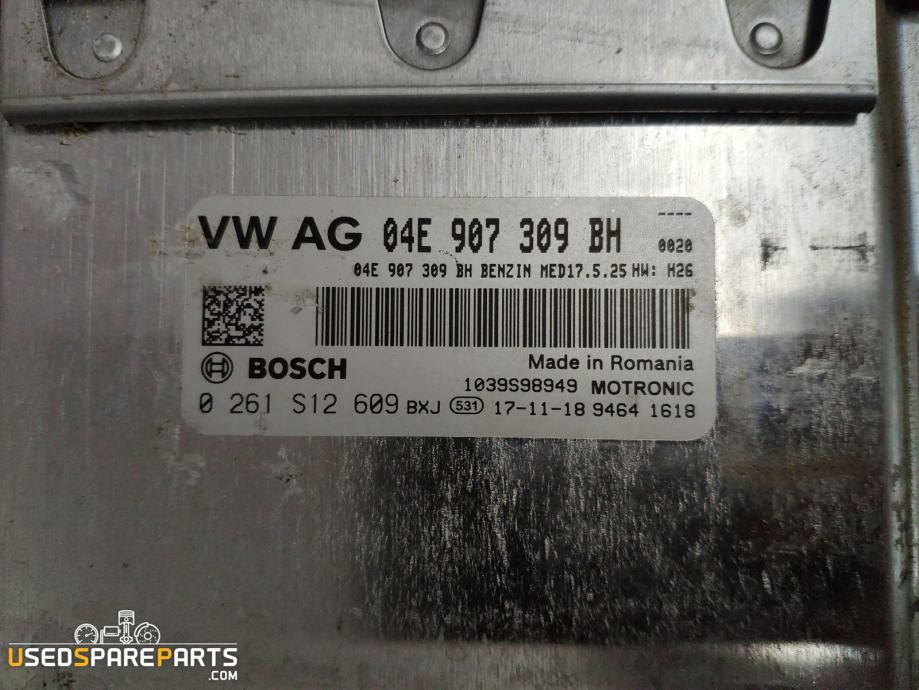 VW AG 04E 907 309 BH ----
0020
04E 907 309 BH BENZIN MED17.5.25 HW: H26
BOSCH Made in Romania
1039S98949 MOTRONIC
0 261 S12 609 BXJ 531 17-11-18 9464 1618
USEDSPAREPARTS
.COM